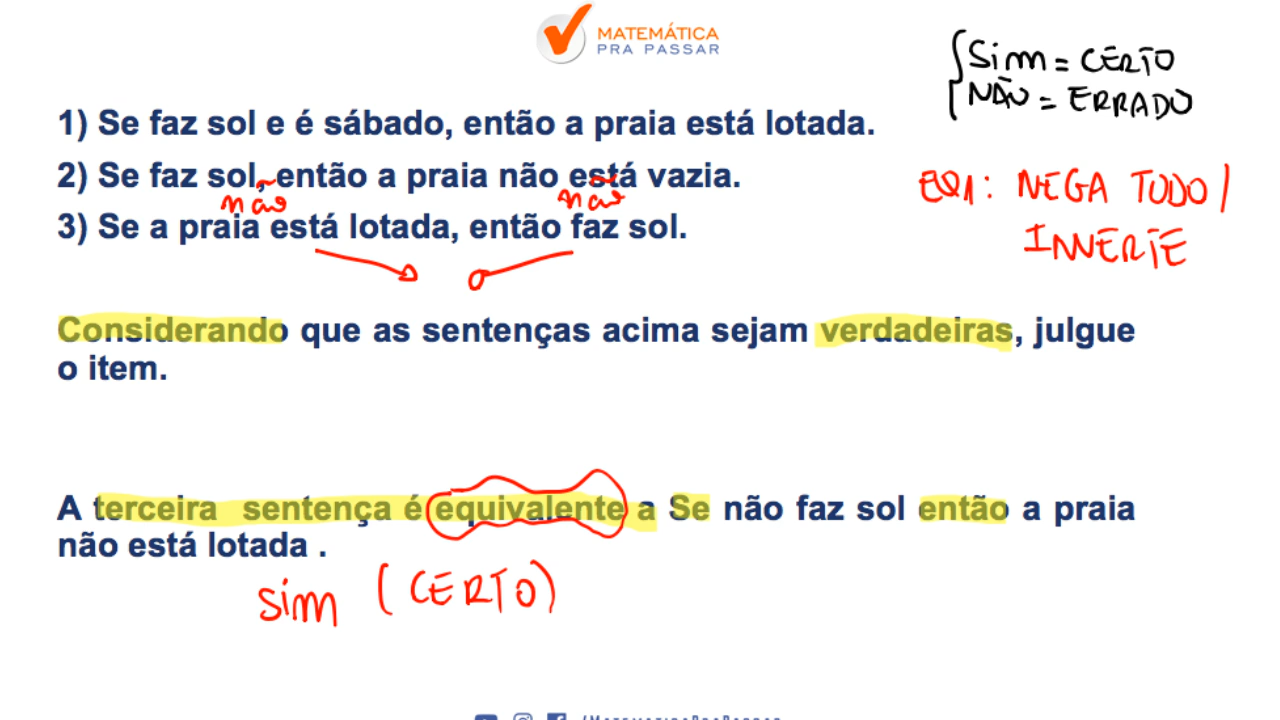 MATEMÁTICA
PRA PASSAR
Sim = CERTO
NÃO = ERRADO
1) Se faz sol e é sábado, então a praia está lotada.
2) Se faz sol, então a praia não está vazia.
EQ1: NEGA TUDO/
INVERTE
não não
3) Se a praia está lotada, então faz sol.
Considerando que as sentenças acima sejam verdadeiras, julgue
o item.
A terceira sentença é equivalente a Se não faz sol então a praia
não está lotada .
Sim (CERTO)